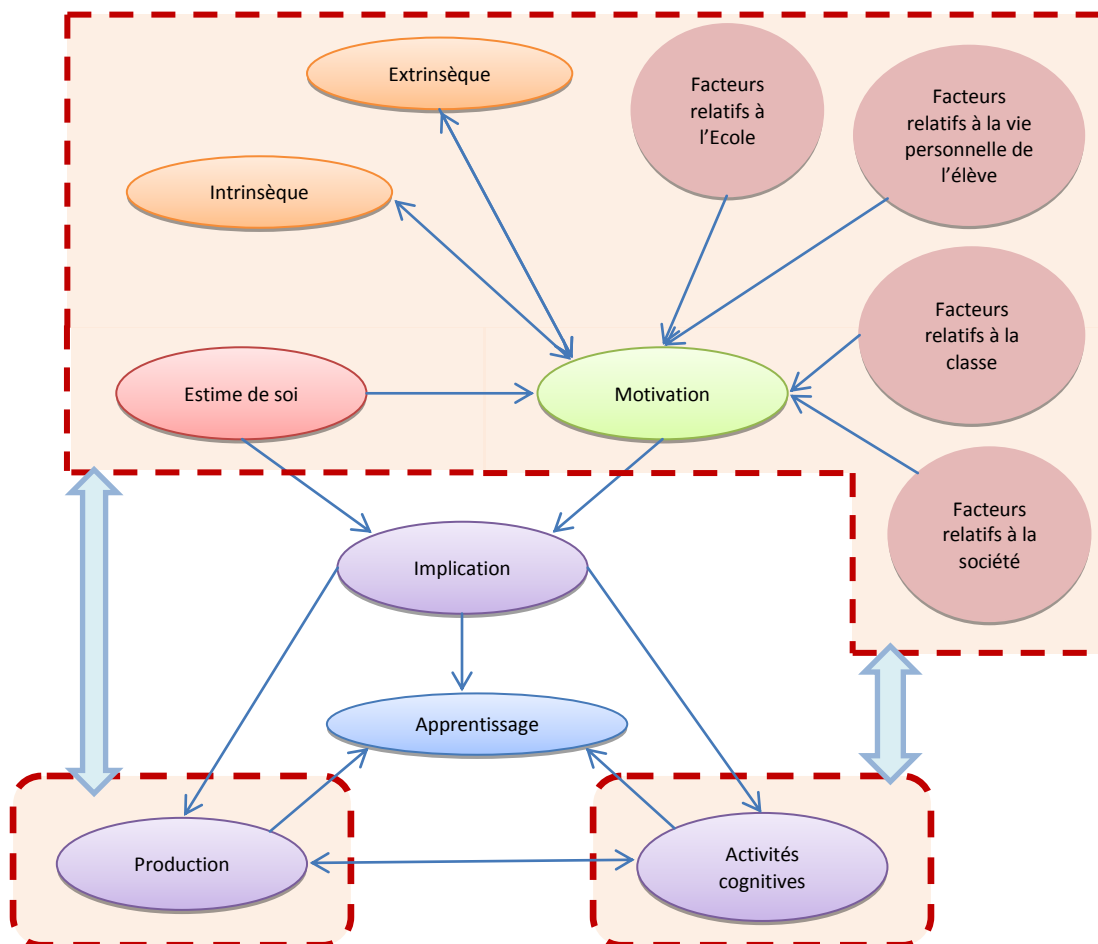 Extrinsèque
Facteurs
relatifs à
l'Ecole
Facteurs
relatifs à la vie
personnelle de
l'élève
Intrinsèque
Facteurs
relatifs à la
classe
Estime de soi
Motivation
Facteurs
relatifs à la
société
Implication
Apprentissage
Production
Activités
cognitives